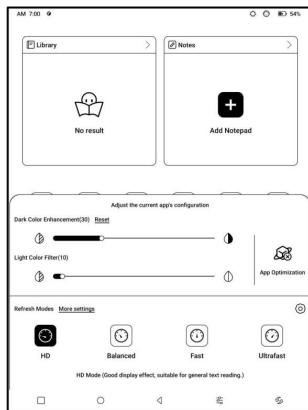 AM 7:00 54%
Library
Notes
No result
Add Notepad
Adjust the current app's configuration
Dark Color Enhancement(30) Reset
Light Color Filter(10)
App Optimization
Refresh Modes More settings
HD Balanced Fast Ultrafast
HD Mode (Good display effect, suitable for general text reading.)